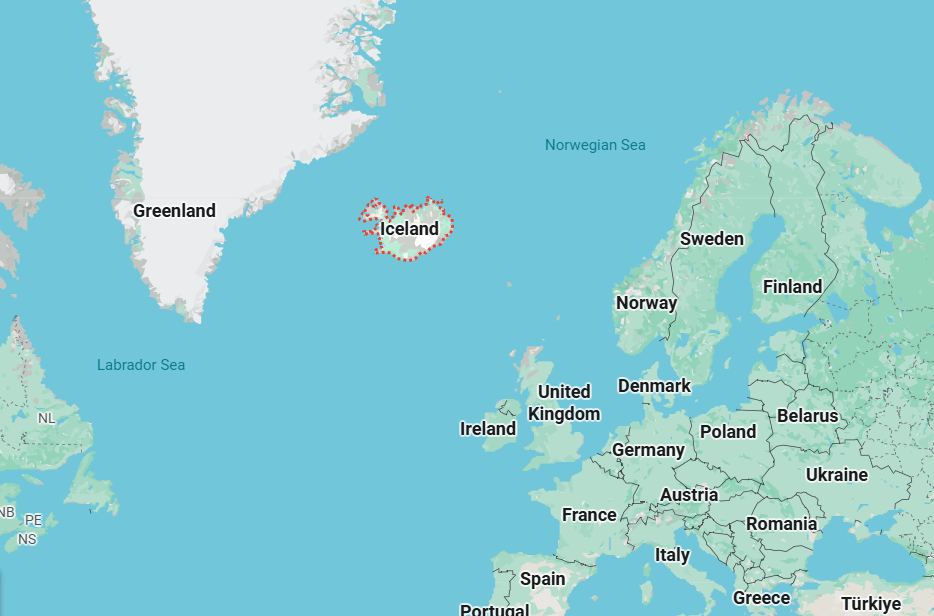 Norwegian Sea
Greenland
Iceland
Sweden
Finland
Norway
Labrador Sea
Denmark
United
Kingdom
NL
Belarus
Ireland
Poland
Germany
Ukraine
Austria
NB
PE
France
Romania
NS
Italy
Spain
Greece
Türkiye
Portugal